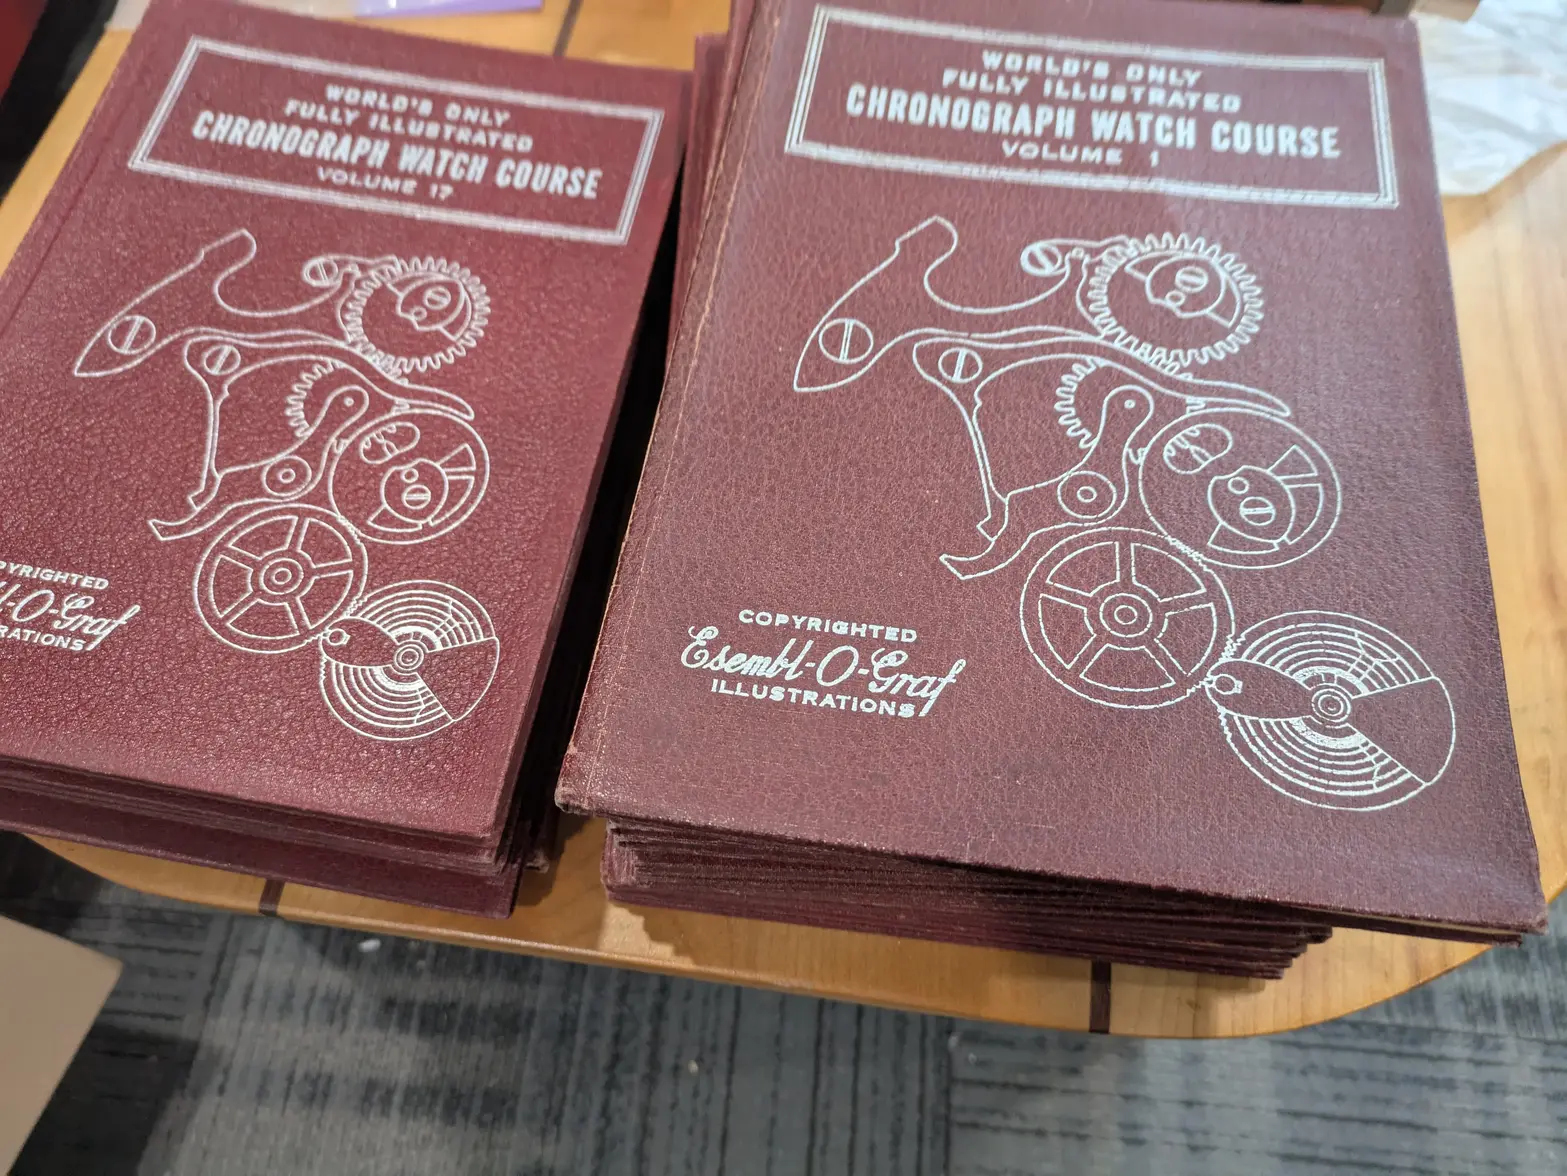 WORLD'S ONLY
FULLY ILLUSTRATED
CHRONOGRAPH WATCH COURSE
VOLUME 17
WORLD'S ONLY
FULLY ILLUSTRATED
CHRONOGRAPH WATCH COURSE
VOLUME 1
COPYRIGHTED
Esembl-O-Graf
ILLUSTRATIONS